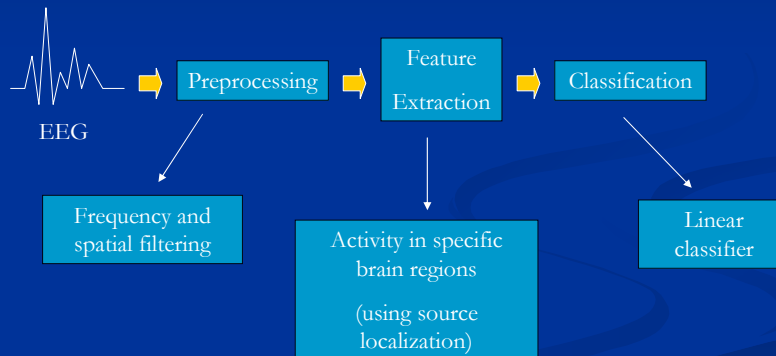 EEG
Preprocessing
Feature
Extraction
Classification
Frequency and
spatial filtering
Activity in specific
brain regions
(using source
localization)
Linear
classifier